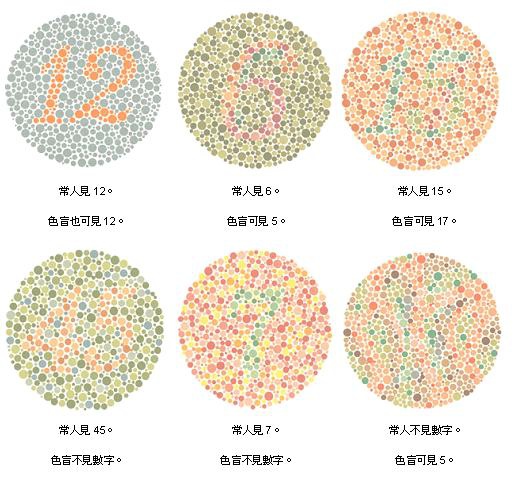 12
6
15
常人見 12。
常人見 6。
常人見 15。
色盲也可見 12。
色盲可見 5。
色盲可見 17。
45
7
常人見 45。
常人見 7。
常人不見數字。
色盲不見數字。
色盲不見數字。
色盲可見 5。